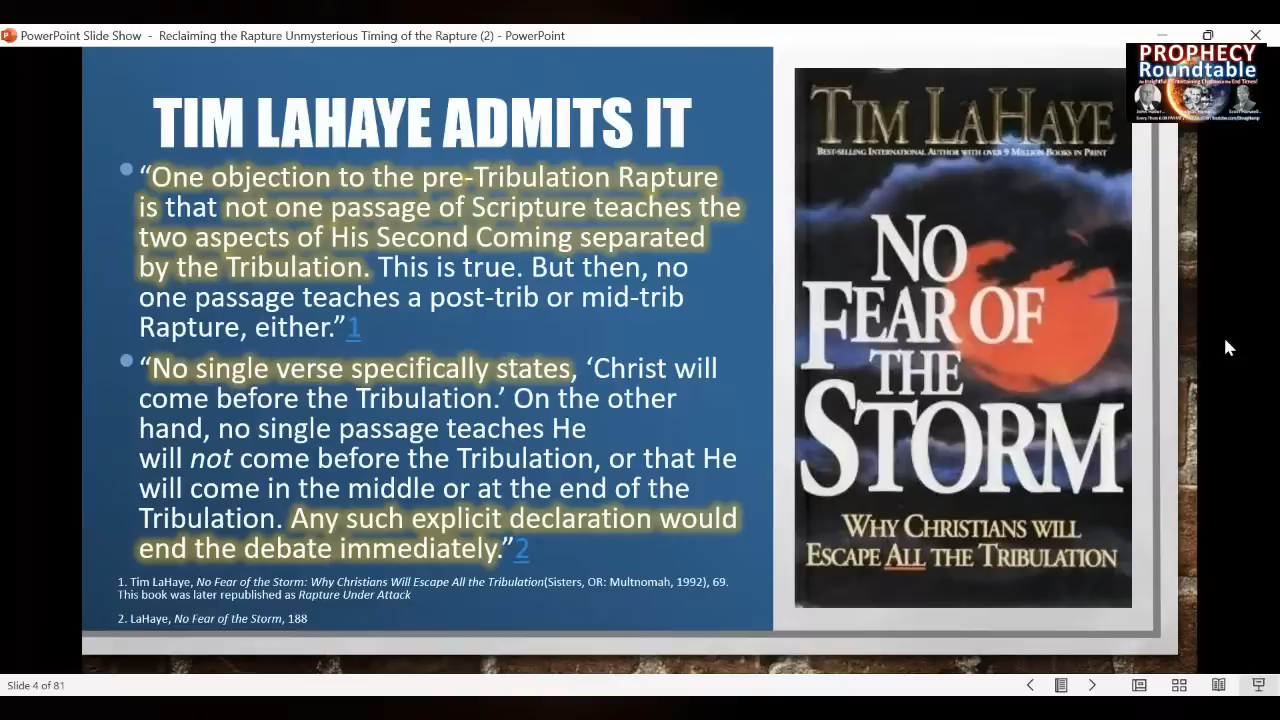 PowerPoint Slide Show - Reclaiming the Rapture Unmysterious Timing of the Rapture (2) - PowerPoint
PROPHECY
Roundtable
TIM LAHAYE ADMITS IT
“One objection to the pre-Tribulation Rapture
is that not one passage of Scripture teaches the
two aspects of His Second Coming separated
by the Tribulation. This is true. But then, no
one passage teaches a post-trib or mid-trib
Rapture, either.”1
“No single verse specifically states, ‘Christ will
come before the Tribulation.’ On the other
hand, no single passage teaches He
will not come before the Tribulation, or that He
will come in the middle or at the end of the
Tribulation. Any such explicit declaration would
end the debate immediately.”2
1. Tim LaHaye, No Fear of the Storm: Why Christians Will Escape All the Tribulation(Sisters, OR: Multnomah, 1992), 69.
This book was later republished as Rapture Under Attack
2. LaHaye, No Fear of the Storm, 188
TIM LAHAYE
BEST-SELLING INTERNATIONAL AUTHOR WITH OVER 9 MILLION BOOKS IN PRINT
NO
FEAR OF
THE
STORM
WHY CHRISTIANS WILL
ESCAPE ALL THE TRIBULATION
Slide 4 of 81